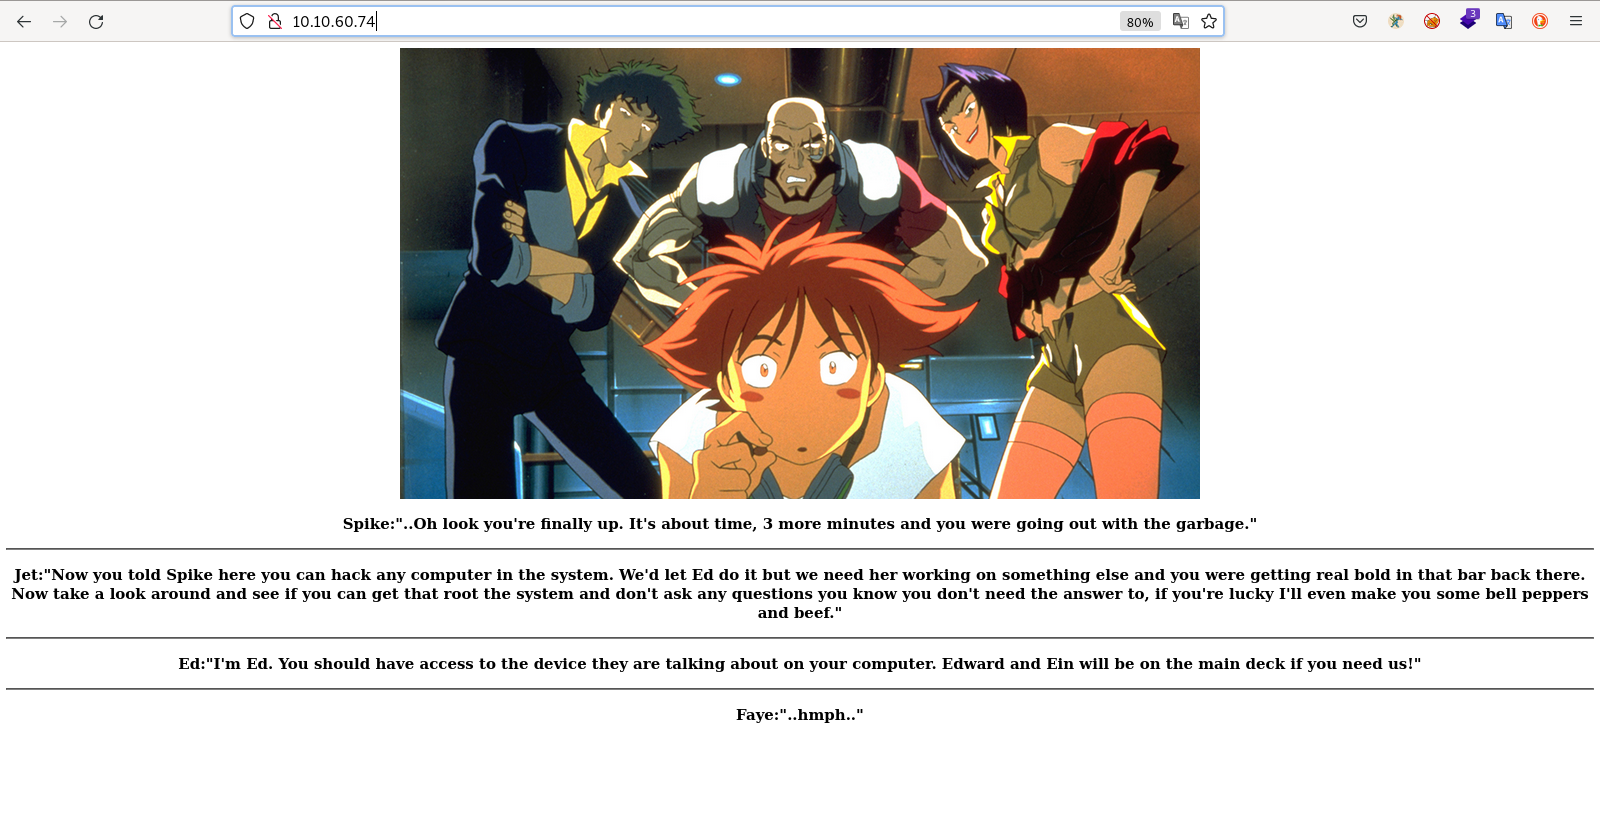 10.10.60.74
80%
3
Spike:"..Oh look you're finally up. It's about time, 3 more minutes and you were going out with the garbage."
Jet:"Now you told Spike here you can hack any computer in the system. We'd let Ed do it but we need her working on something else and you were getting real bold in that bar back there.
Now take a look around and see if you can get that root the system and don't ask any questions you know you don't need the answer to, if you're lucky I'll even make you some bell peppers
and beef."
Ed:"I'm Ed. You should have access to the device they are talking about on your computer. Edward and Ein will be on the main deck if you need us!"
Faye:"..hmph.."